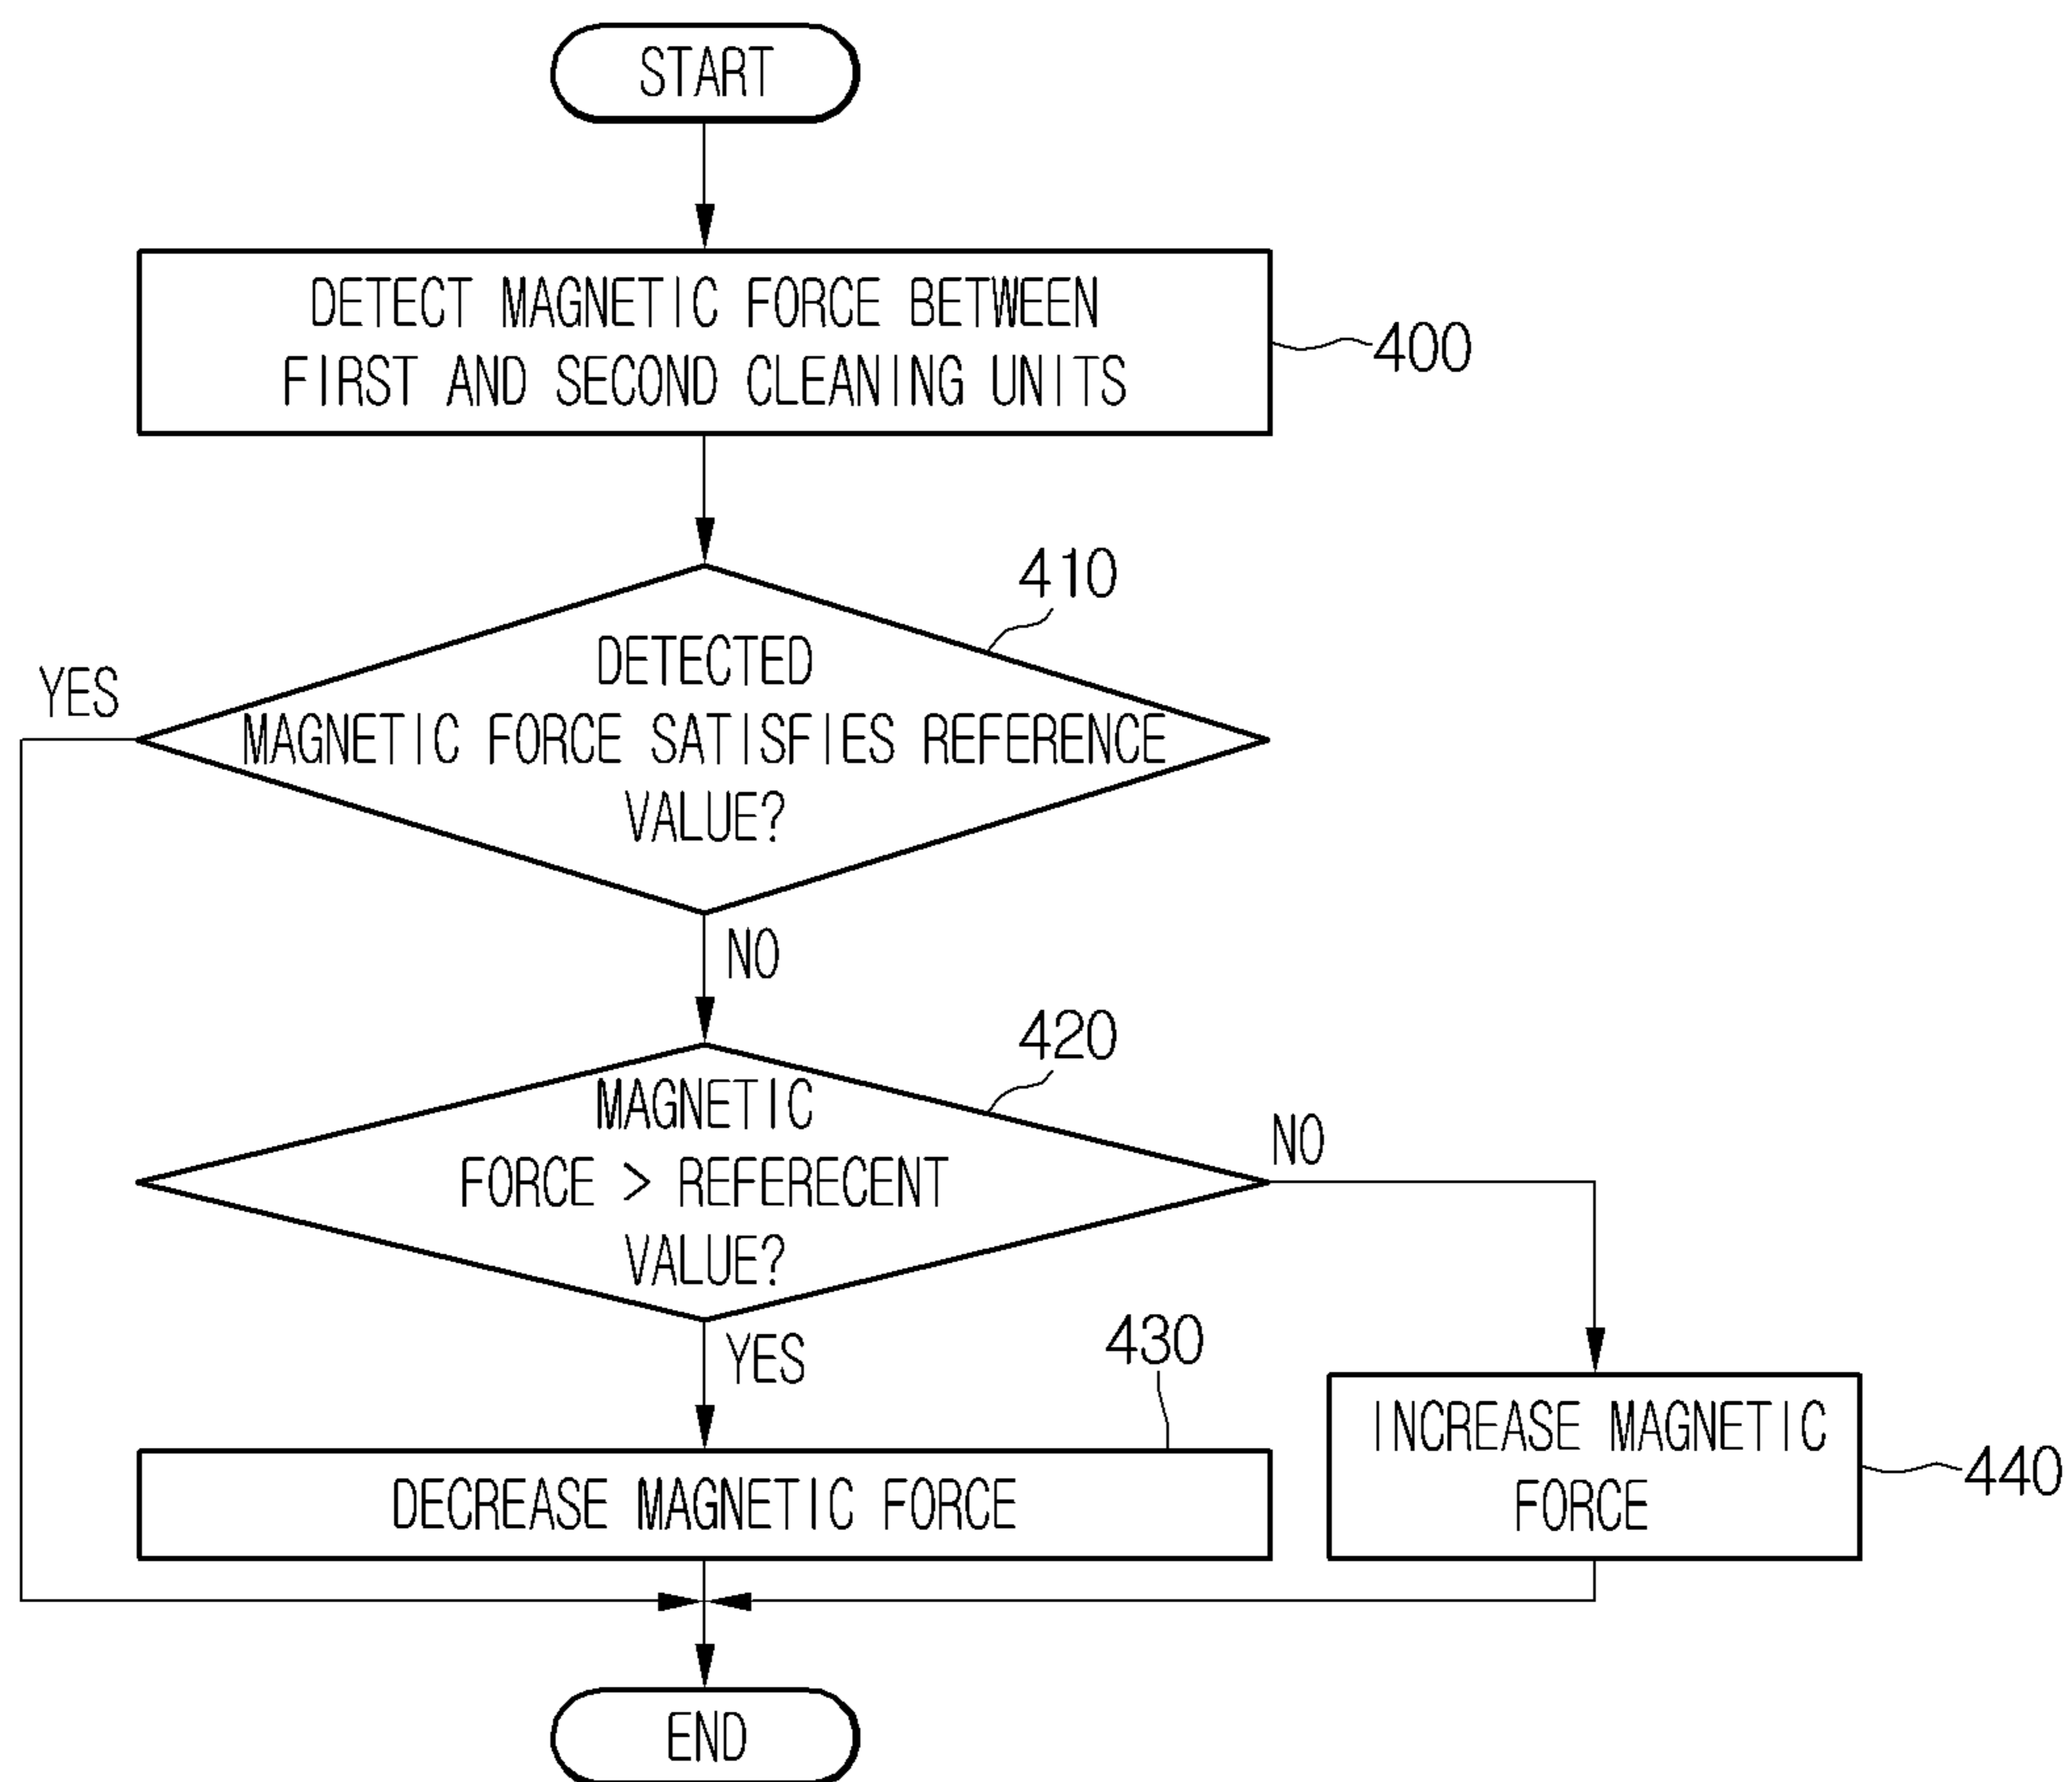 START
DETECT MAGNETIC FORCE BETWEEN
FIRST AND SECOND CLEANING UNITS
400
410
DETECTED
MAGNETIC FORCE SATISFIES REFERENCE
VALUE?
YES
NO
420
MAGNETIC
FORCE > REFERECENT
VALUE?
NO
YES
430
DECREASE MAGNETIC FORCE
INCREASE MAGNETIC
FORCE
440
END